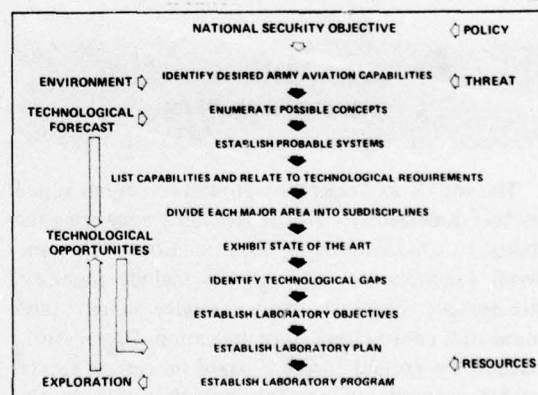 NATIONAL SECURITY OBJECTIVE
POLICY
ENVIRONMENT
IDENTIFY DESIRED ARMY AVIATION CAPABILITIES
THREAT
TECHNOLOGICAL
FORECAST
ENUMERATE POSSIBLE CONCEPTS
ESTABLISH PROBABLE SYSTEMS
LIST CAPABILITIES AND RELATE TO TECHNOLOGICAL REQUIREMENTS
DIVIDE EACH MAJOR AREA INTO SUBDISCIPLINES
TECHNOLOGICAL
OPPORTUNITIES
EXHIBIT STATE OF THE ART
IDENTIFY TECHNOLOGICAL GAPS
ESTABLISH LABORATORY OBJECTIVES
ESTABLISH LABORATORY PLAN
RESOURCES
EXPLORATION
ESTABLISH LABORATORY PROGRAM